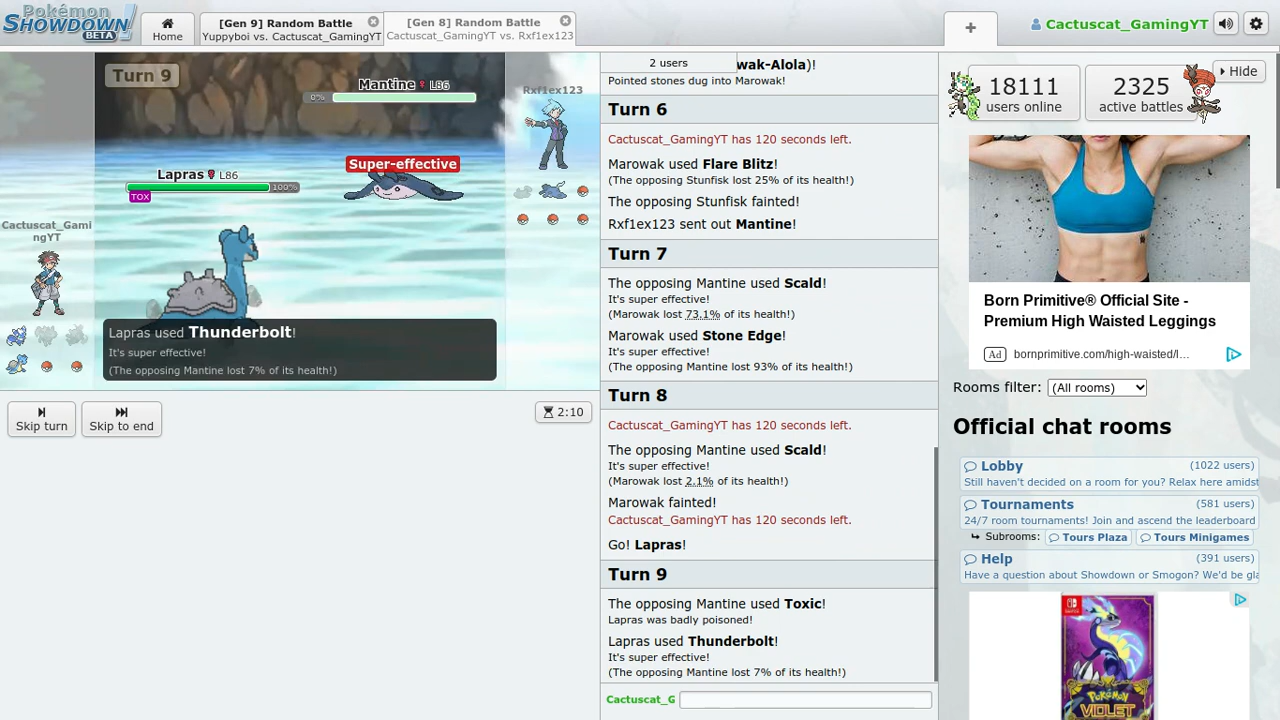 Pokémon
SHOWDOWN!
BETA
Home
[Gen 9] Random Battle
Yuppyboi vs. Cactuscat_GamingYT
[Gen 8] Random Battle
Cactuscat_GamingYT vs. Rxf1ex123
+
Cactuscat_GamingYT
Turn 9
Mantine L86
0%
Rxf1ex123
Super-effective
Lapras L86
100%
TOX
Cactuscat_Gami
ngYT
Lapras used Thunderbolt!
It's super effective!
(The opposing Mantine lost 7% of its health!)
Skip turn
Skip to end
2:10
2 users
wak-Alola)!
Pointed stones dug into Marowak!
Turn 6
Cactuscat_GamingYT has 120 seconds left.
Marowak used Flare Blitz!
(The opposing Stunfisk lost 25% of its health!)
The opposing Stunfisk fainted!
Rxf1ex123 sent out Mantine!
Turn 7
The opposing Mantine used Scald!
It's super effective!
(Marowak lost 73.1% of its health!)
Marowak used Stone Edge!
It's super effective!
(The opposing Mantine lost 93% of its health!)
Turn 8
Cactuscat_GamingYT has 120 seconds left.
The opposing Mantine used Scald!
It's super effective!
(Marowak lost 2.1% of its health!)
Marowak fainted!
Cactuscat_GamingYT has 120 seconds left.
Go! Lapras!
Turn 9
The opposing Mantine used Toxic!
Lapras was badly poisoned!
Lapras used Thunderbolt!
It's super effective!
(The opposing Mantine lost 7% of its health!)
Cactuscat_G
18111
users online
2325
active battles
Hide
Born Primitive® Official Site -
Premium High Waisted Leggings
Ad bornprimitive.com/high-waisted/l...
Rooms filter: (All rooms)
Official chat rooms
Lobby (1022 users)
Still haven't decided on a room for you? Relax here amidst
Tournaments (581 users)
24/7 room tournaments! Join and ascend the leaderboard
Subrooms: Tours Plaza Tours Minigames
Help (391 users)
Have a question about Showdown or Smogon? We'd be gla
POKÉMON
VIOLET